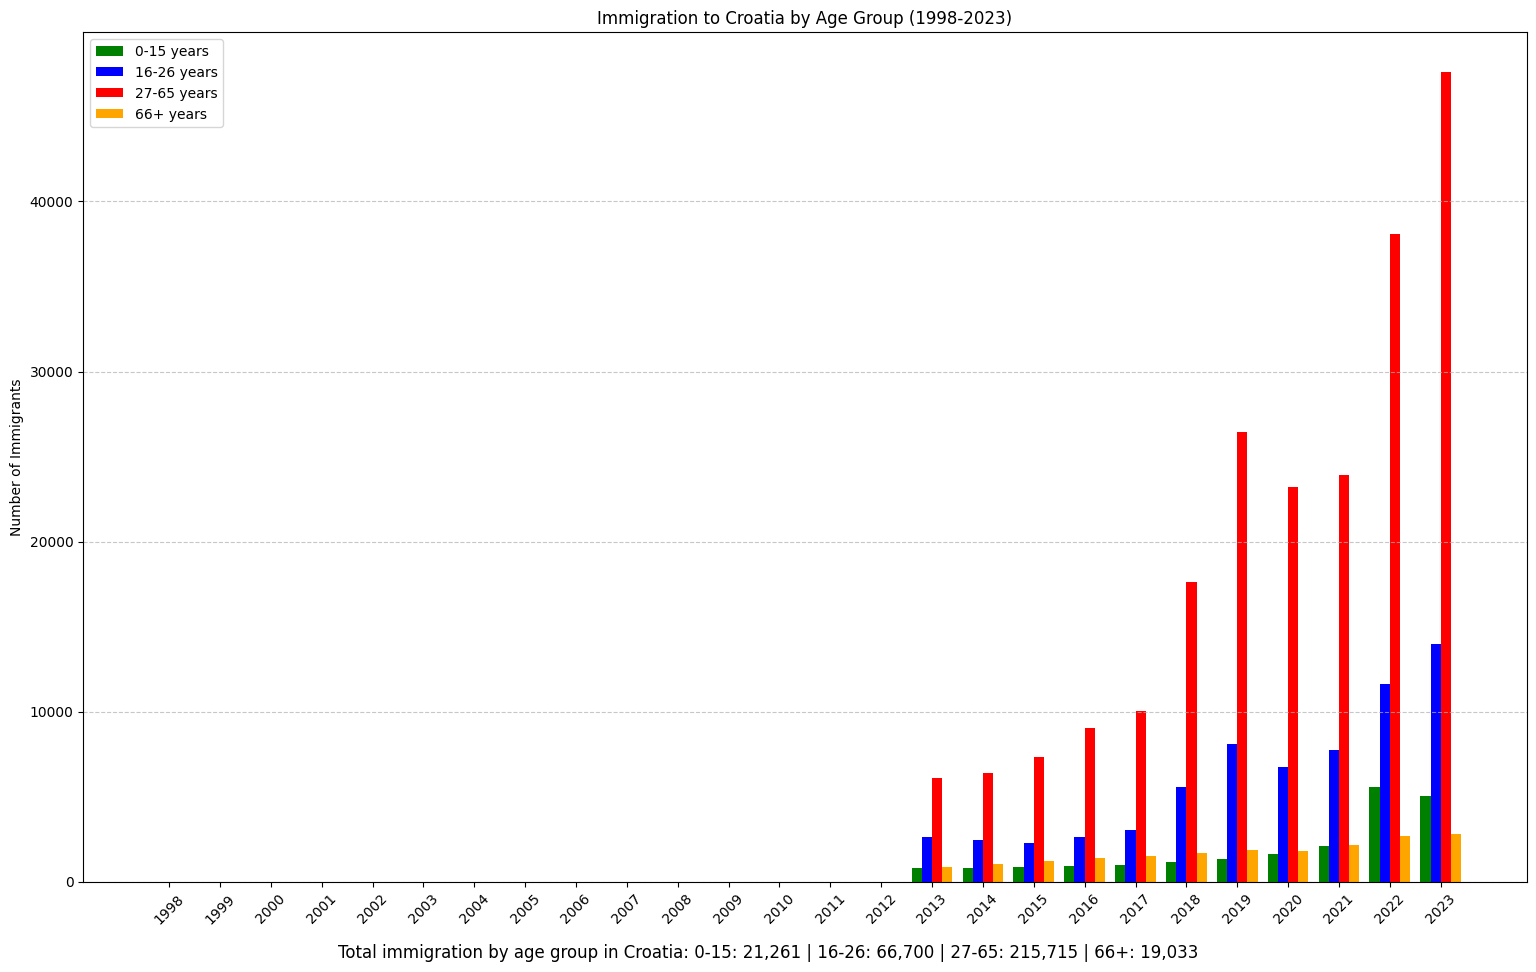 Immigration to Croatia by Age Group (1998-2023)
0-15 years
16-26 years
27-65 years
66+ years
Number of Immigrants
40000
30000
20000
10000
0
1998 1999 2000 2001 2002 2003 2004 2005 2006 2007 2008 2009 2010 2011 2012 2013 2014 2015 2016 2017 2018 2019 2020 2021 2022 2023
Total immigration by age group in Croatia: 0-15: 21,261 | 16-26: 66,700 | 27-65: 215,715 | 66+: 19,033